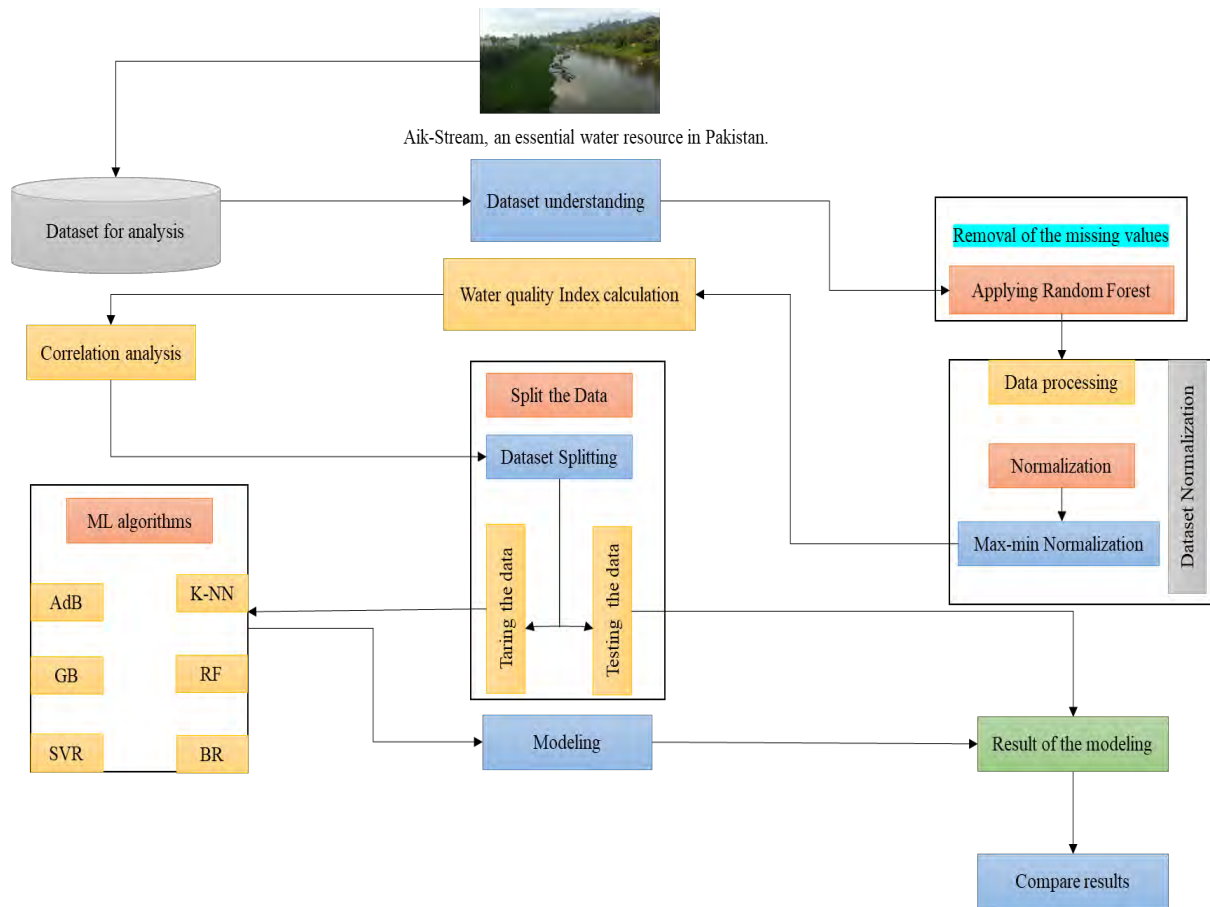 Aik-Stream, an essential water resource in Pakistan.
Dataset for analysis
Dataset understanding
Removal of the missing values
Applying Random Forest
Water quality Index calculation
Correlation analysis
Data processing
Normalization
Max-min Normalization
Dataset Normalization
Split the Data
Dataset Splitting
Taring the data
Testing the data
ML algorithms
AdB
K-NN
GB
RF
SVR
BR
Modeling
Result of the modeling
Compare results